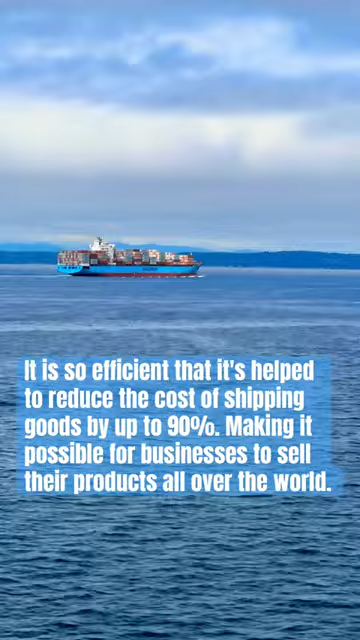 It is so efficient that it's helped
to reduce the cost of shipping
goods by up to 90%. Making it
possible for businesses to sell
their products all over the world.